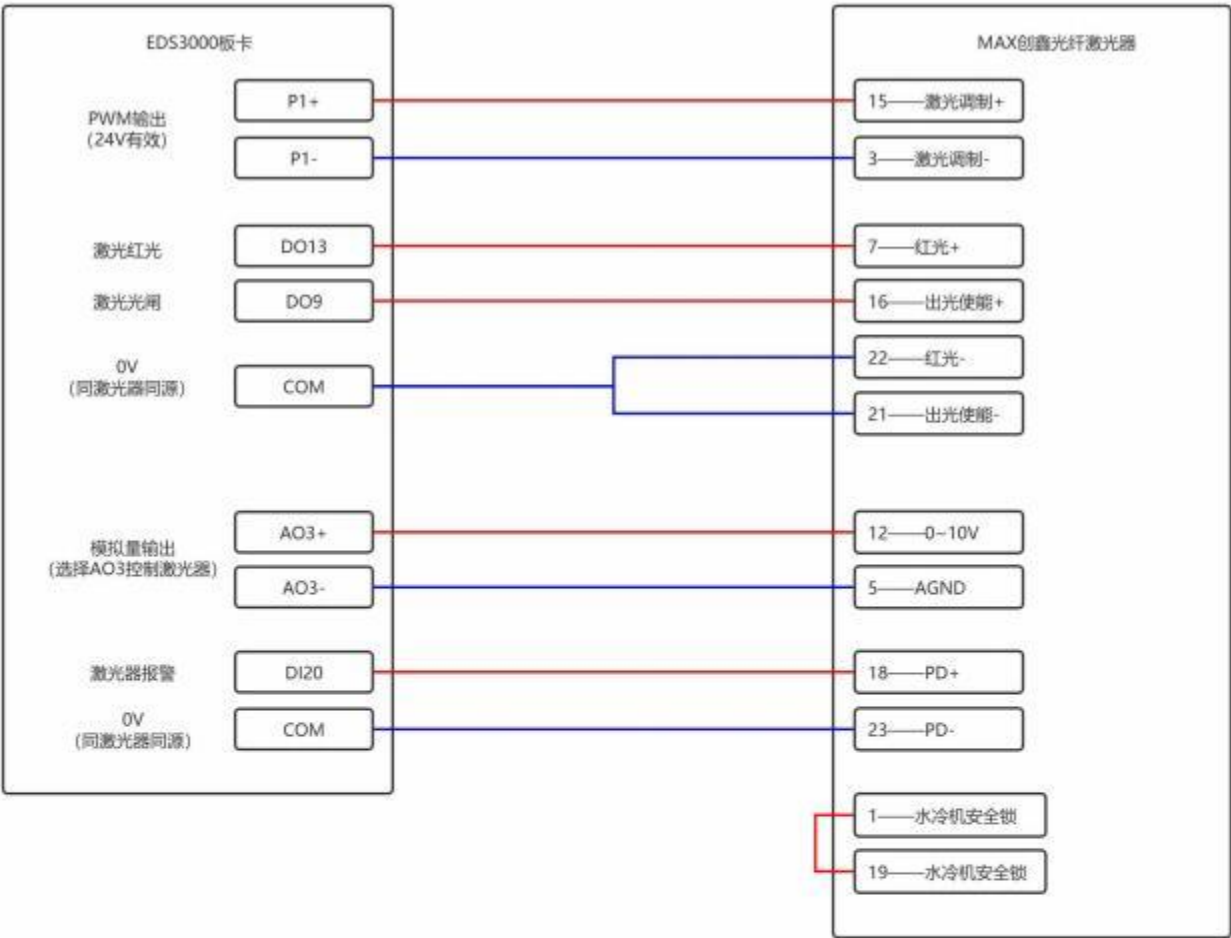 EDS3000板卡
MAX创鑫光纤激光器
PWM输出
(24V有效)
P1+
15——激光调制+
P1-
3——激光调制-
激光红光
DO13
7——红光+
激光光闸
DO9
16——出光使能+
0V
(同激光器同源)
COM
22——红光-
21——出光使能-
模拟量输出
(选择AO3控制激光器)
AO3+
12——0~10V
AO3-
5——AGND
激光器报警
DI20
18——PD+
0V
(同激光器同源)
COM
23——PD-
1——水冷机安全锁
19——水冷机安全锁